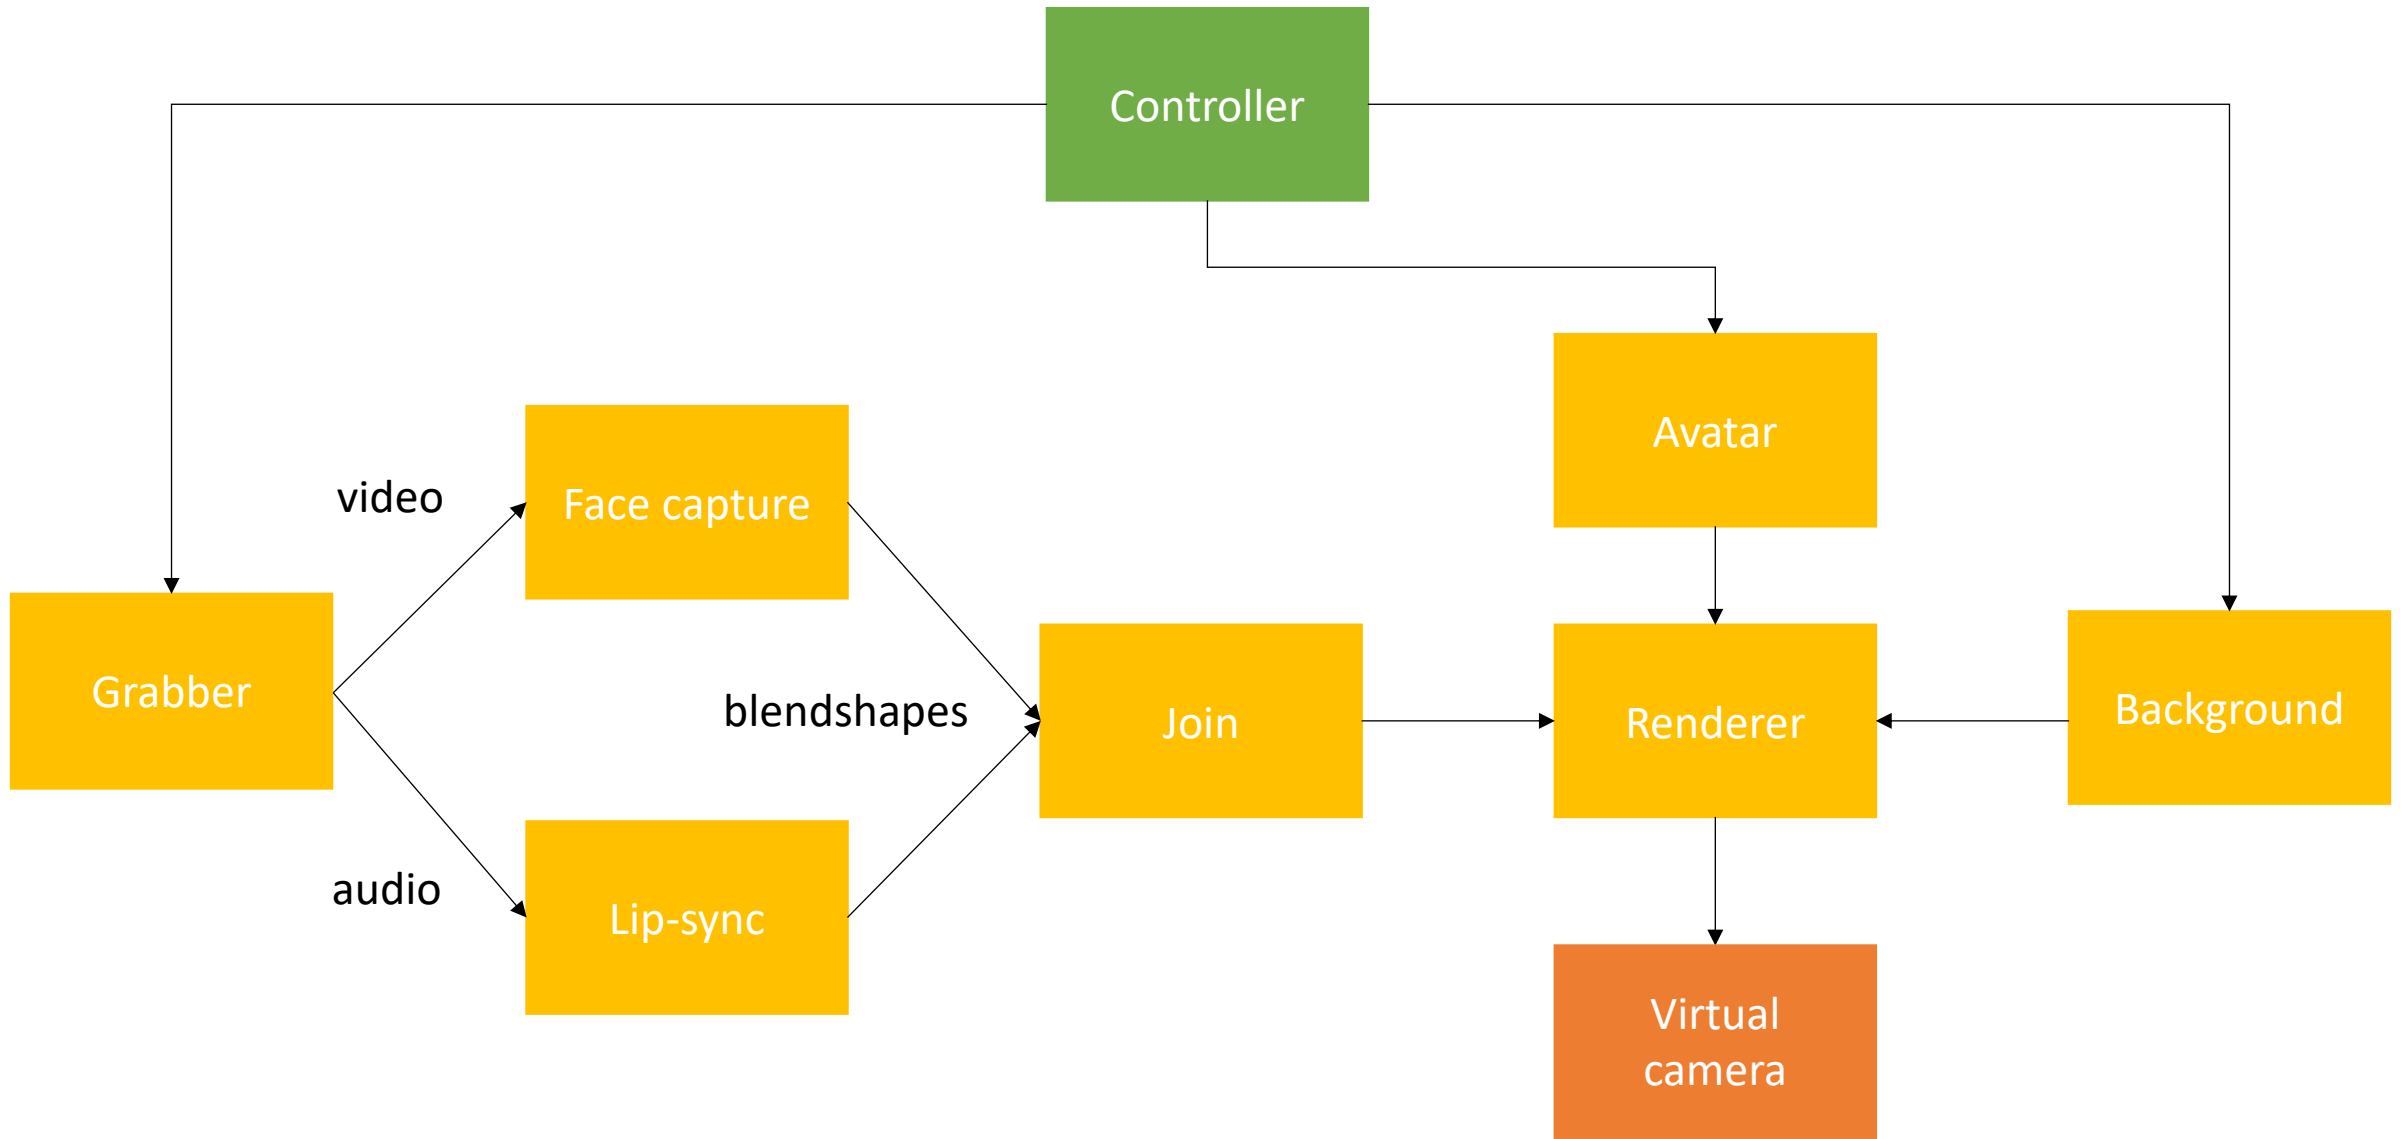 Controller
Avatar
video
Face capture
Grabber
blendshapes
Join
Renderer
Background
audio
Lip-sync
Virtual
camera